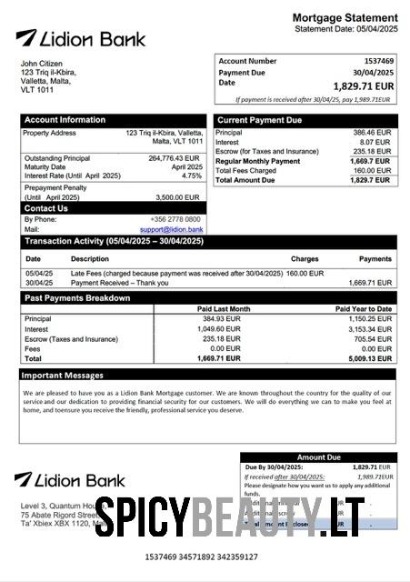 Mortgage Statement
Statement Date: 05/04/2025
Lidion Bank
John Citizen
123 Triq il-Kbira,
Valletta, Malta,
VLT 1011
Account Number 1537469
Payment Due 30/04/2025
Date 1,829.71 EUR
If payment is received after 30/04/25, pay 1,989.71EUR
Account Information
Property Address 123 Triq il-Kbira, Valletta,
Malta, VLT 1011
Outstanding Principal 264,776.43 EUR
Maturity Date April 2025
Interest Rate (Until April 2025) 4.75%
Prepayment Penalty
(Until April 2025) 3,500.00 EUR
Contact Us
By Phone: +356 2778 0800
Mail: support@lidion.bank
Current Payment Due
Principal 386.46 EUR
Interest 8.07 EUR
Escrow (for Taxes and Insurance) 235.18 EUR
Regular Monthly Payment 1,669.7 EUR
Total Fees Charged 160.00 EUR
Total Amount Due 1,829.7 EUR
Transaction Activity (05/04/2025 – 30/04/2025)
Date Description Charges Payments
05/04/25 Late Fees (charged because payment was received after 30/04/2025) 160.00 EUR
30/04/25 Payment Received – Thank you 1,669.71 EUR
Past Payments Breakdown
Paid Last Month Paid Year to Date
Principal 384.93 EUR 1,150.25 EUR
Interest 1,049.60 EUR 3,153.34 EUR
Escrow (Taxes and Insurance) 235.18 EUR 705.54 EUR
Fees 0.00 EUR 0.00 EUR
Total 1,669.71 EUR 5,009.13 EUR
Important Messages
We are pleased to have you as a Lidion Bank Mortgage customer. We are known throughout the country for the quality of our
service and our dedication to providing financial security for our customers. We will do everything we can to make you feel at
home, and toensure you receive the friendly, professional service you deserve.
Lidion Bank
Level 3, Quantum House,
75 Abate Rigord Street
Ta' Xbiex XBX 1120, Malta
Amount Due
Due By 30/04/2025: 1,829.71 EUR
If received after 30/04/2025: 1,989.71 EUR
Please designate how you want us to apply any additional
funds.
SPICYBEAUTY.LT
1537469 34571892 342359127